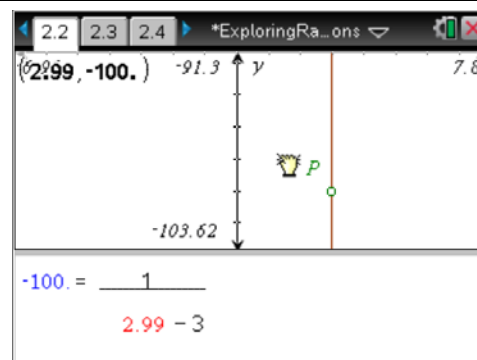 2.2 2.3 2.4 *ExploringRa...ons
(2.99,-100.) -91.3 y 7.8
P
-103.62
-100. = 1
2.99 - 3